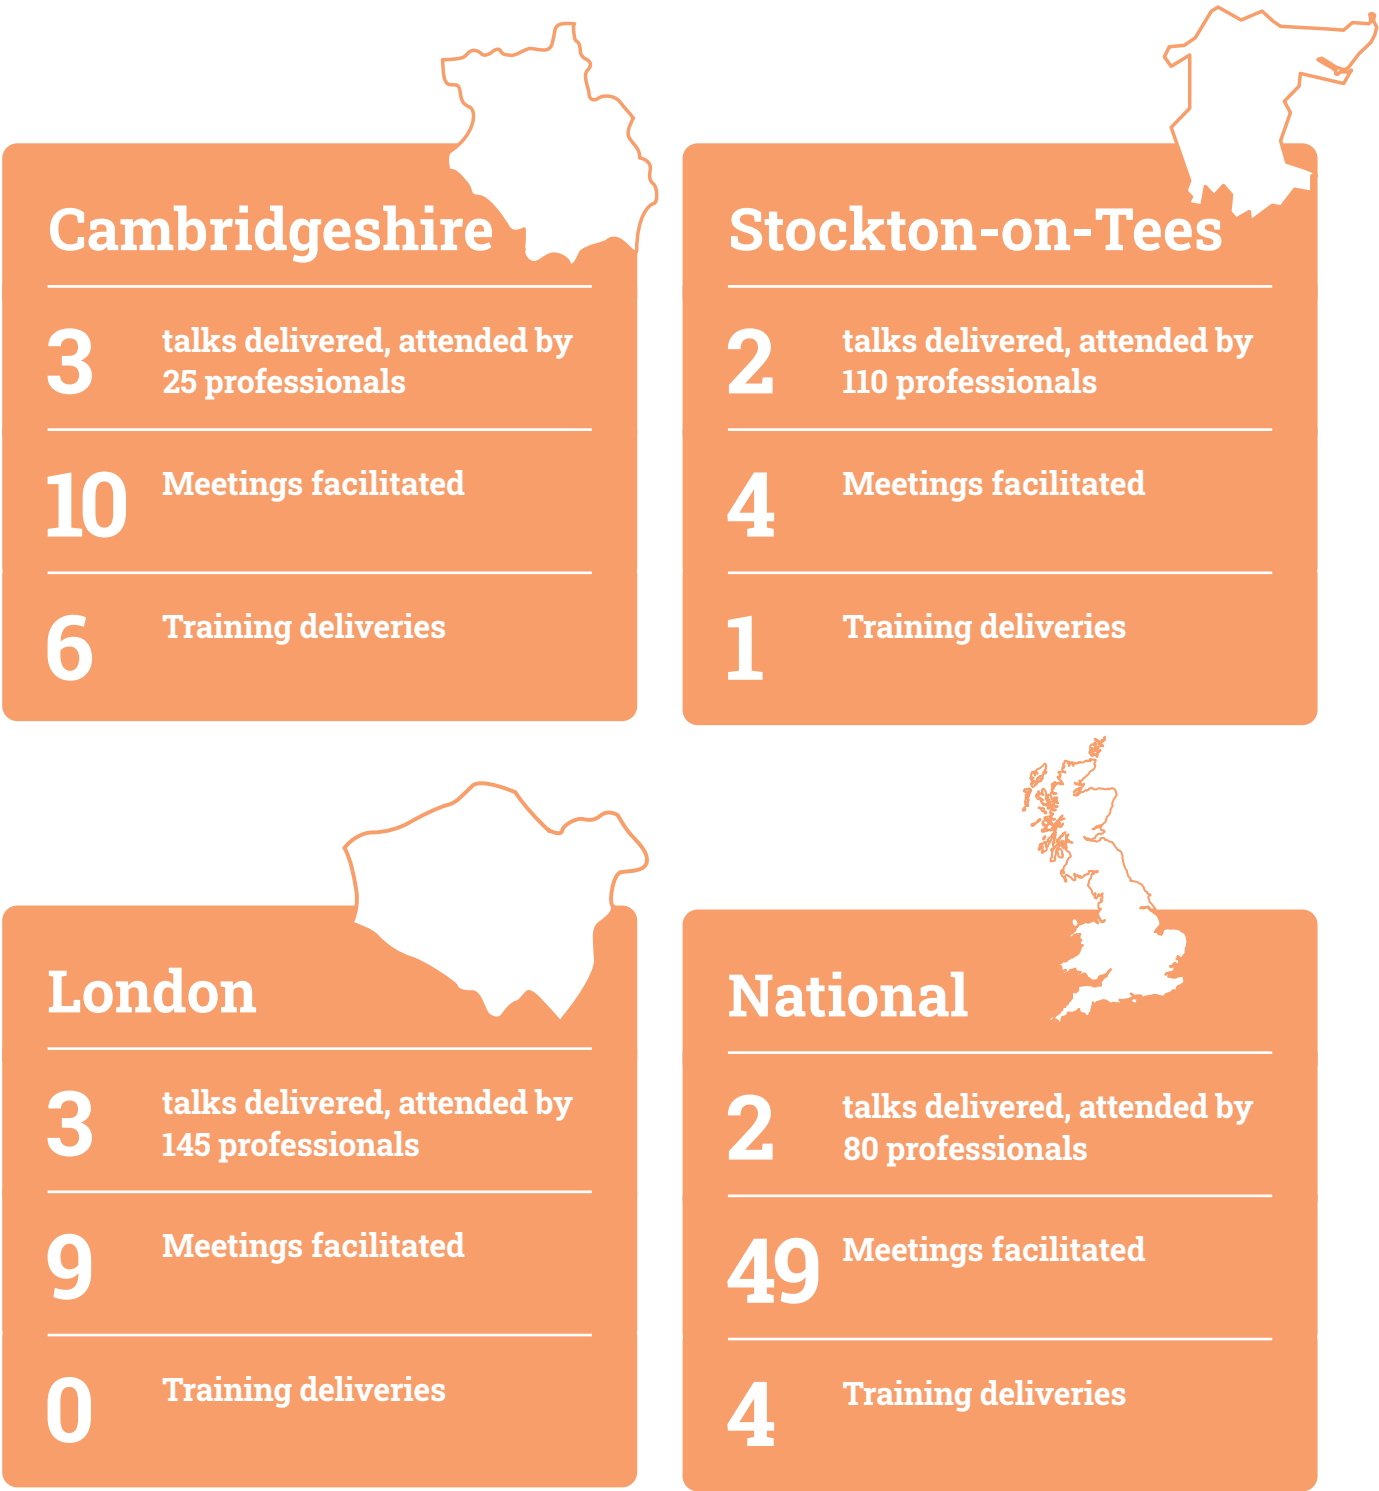 Cambridgeshire
3
talks delivered, attended by
25 professionals
10
Meetings facilitated
6
Training deliveries
Stockton-on-Tees
2
talks delivered, attended by
110 professionals
4
Meetings facilitated
1
Training deliveries
London
3
talks delivered, attended by
145 professionals
9
Meetings facilitated
0
Training deliveries
National
2
talks delivered, attended by
80 professionals
49
Meetings facilitated
4
Training deliveries